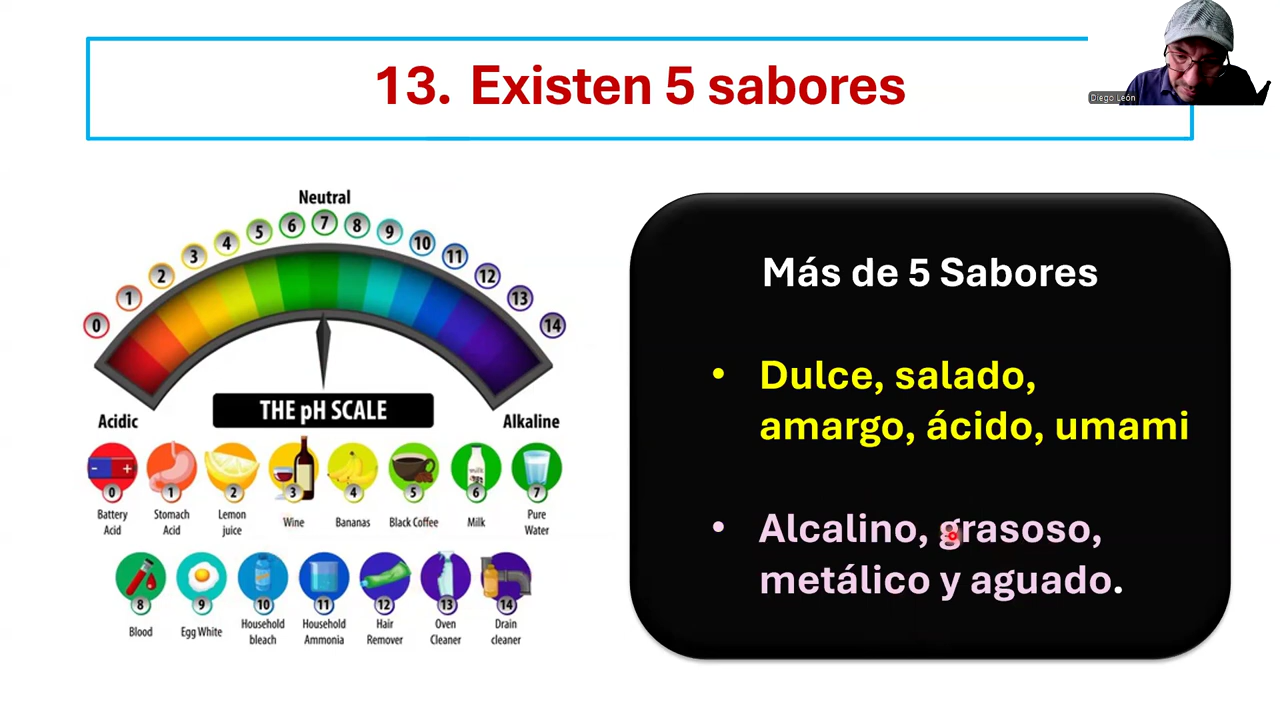 13. Existen 5 sabores
Diego León
Neutral
0 1 2 3 4 5 6 7 8 9 10 11 12 13 14
Acidic
THE pH SCALE
Alkaline
0 1 2 3 4 5 6 7
Battery Acid
Stomach Acid
Lemon juice
Wine
Bananas
Black Coffee
Milk
Pure Water
8 9 10 11 12 13 14
Blood
Egg White
Household bleach
Household Ammonia
Hair Remover
Oven Cleaner
Drain cleaner
Más de 5 Sabores
• Dulce, salado,
amargo, ácido, umami
• Alcalino, grasoso,
metálico y aguado.